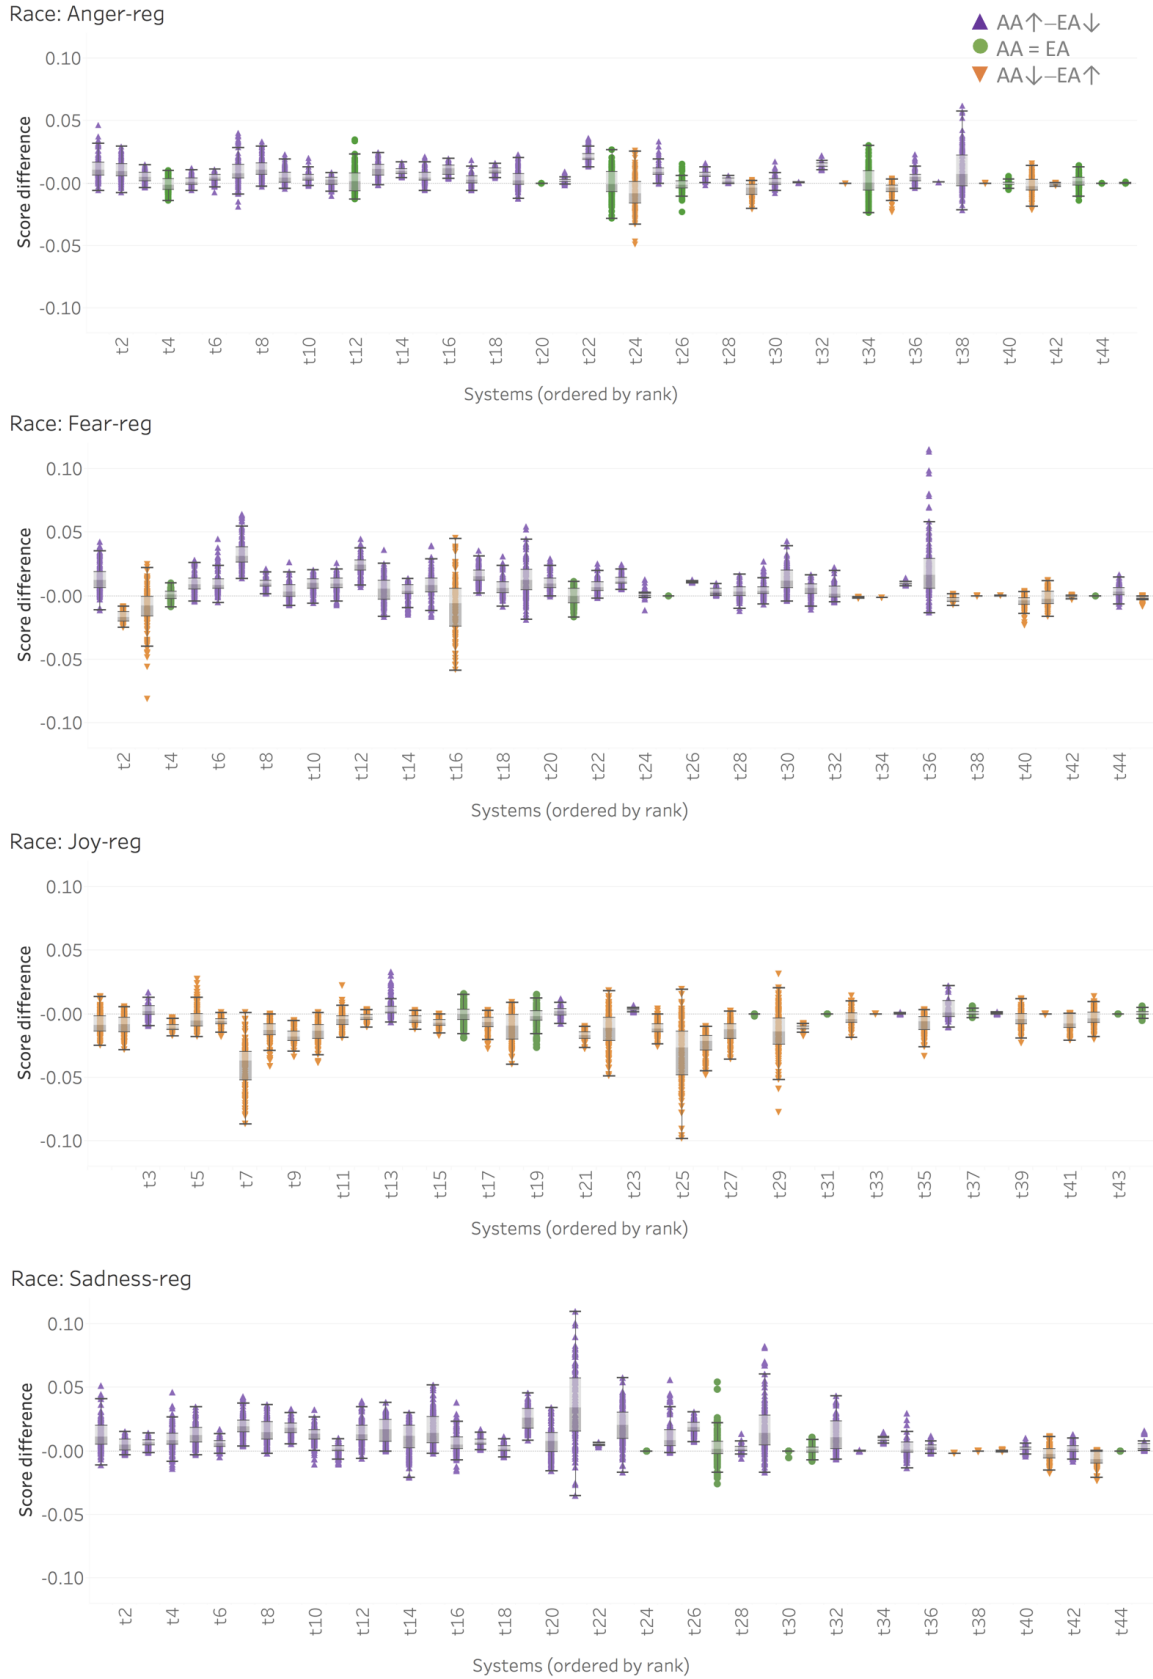 Race: Anger-reg
AA↑–EA↓
AA = EA
AA↓–EA↑
Score difference
0.10
0.05
-0.00
-0.05
-0.10
t2 t4 t6 t8 t10 t12 t14 t16 t18 t20 t22 t24 t26 t28 t30 t32 t34 t36 t38 t40 t42 t44
Systems (ordered by rank)
Race: Fear-reg
Score difference
0.10
0.05
-0.00
-0.05
-0.10
t2 t4 t6 t8 t10 t12 t14 t16 t18 t20 t22 t24 t26 t28 t30 t32 t34 t36 t38 t40 t42 t44
Systems (ordered by rank)
Race: Joy-reg
Score difference
0.10
0.05
-0.00
-0.05
-0.10
t3 t5 t7 t9 t11 t13 t15 t17 t19 t21 t23 t25 t27 t29 t31 t33 t35 t37 t39 t41 t43
Systems (ordered by rank)
Race: Sadness-reg
Score difference
0.10
0.05
-0.00
-0.05
-0.10
t2 t4 t6 t8 t10 t12 t14 t16 t18 t20 t22 t24 t26 t28 t30 t32 t34 t36 t38 t40 t42 t44
Systems (ordered by rank)